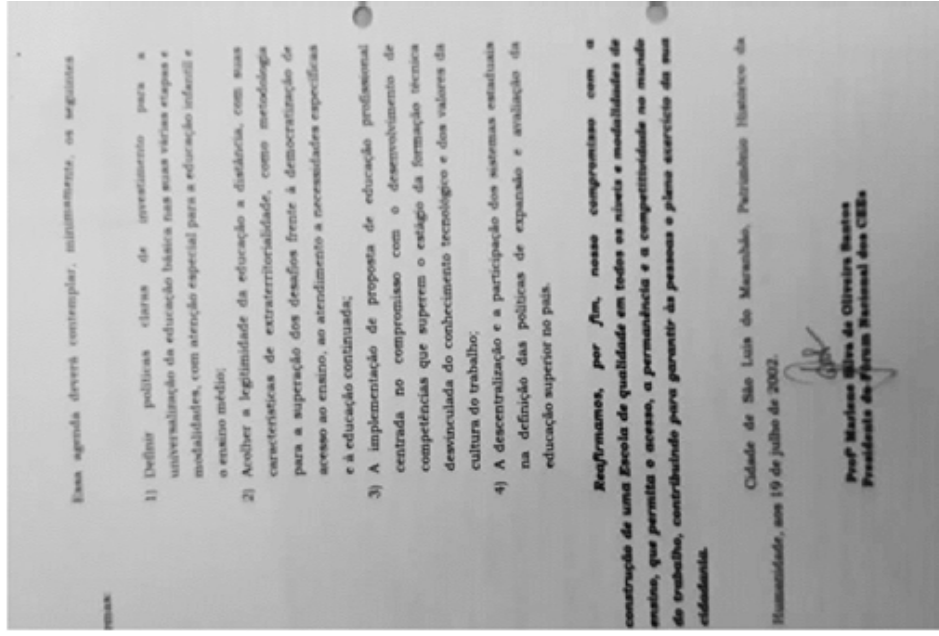 Essa agenda deverá contemplar, minimamente, os seguintes
temas:
1) Definir políticas claras de investimento para a
universalização da educação básica nas suas várias etapas e
modalidades, com atenção especial para a educação infantil e
o ensino médio;
2) Acolher a legitimidade da educação a distância, com suas
características de extraterritorialidade, como metodologia
para a superação dos desafios frente à democratização de
acesso ao ensino, ao atendimento a necessidades específicas
e à educação continuada;
3) A implementação de proposta de educação profissional
centrada no compromisso com o desenvolvimento de
competências que superem o estágio da formação técnica
desvinculada do conhecimento tecnológico e dos valores da
cultura do trabalho;
4) A descentralização e a participação dos sistemas estaduais
na definição das políticas de expansão e avaliação da
educação superior no país.
Reafirmamos, por fim, nosso compromisso com a
construção de uma Escola de qualidade em todos os níveis e modalidades de
ensino, que permita o acesso, a permanência e a competitividade no mundo
do trabalho, contribuindo para garantir às pessoas o pleno exercício da sua
cidadania.
Cidade de São Luis do Maranhão, Patrimônio Histórico da
Humanidade, aos 19 de julho de 2002.
Profª Marlene Silva de Oliveira Santos
Presidente do Fórum Nacional dos CEEs